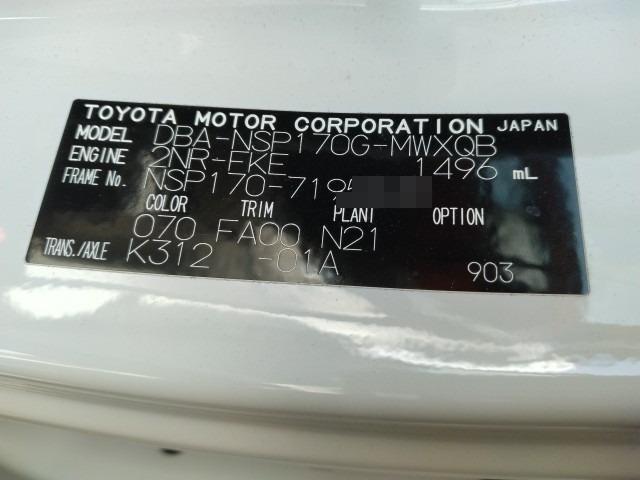 TOYOTA MOTOR CORPORATION JAPAN
MODEL DBA-NSP170G-MWXQB
ENGINE 2NR-FKE 1496 mL
FRAME No. NSP170-719
COLOR TRIM PLANT OPTION
070 FA00 N21
TRANS./AXLE K312 -01A 903